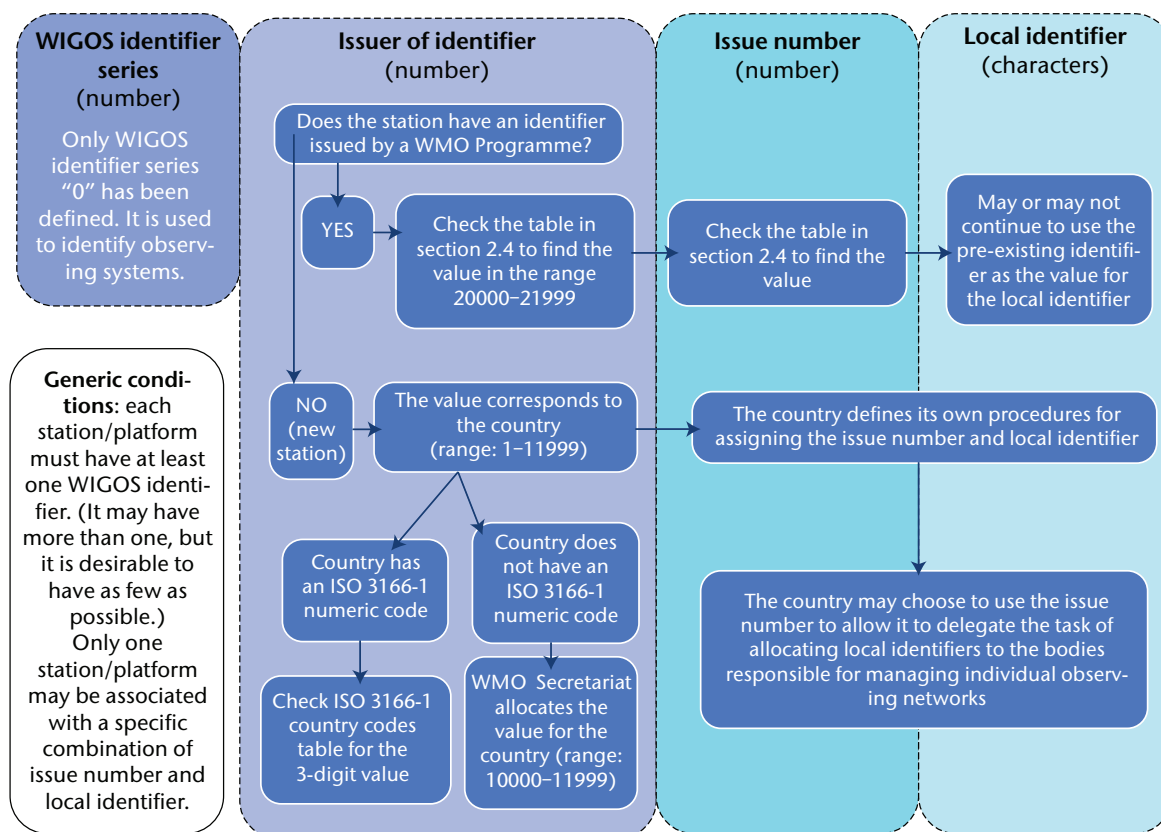 WIGOS identifier
series
(number)
Only WIGOS
identifier series
“0” has been
defined. It is used
to identify observ-
ing systems.
Generic condi-
tions: each
station/platform
must have at least
one WIGOS identi-
fier. (It may have
more than one, but
it is desirable to
have as few as
possible.)
Only one
station/platform
may be associated
with a specific
combination of
issue number and
local identifier.
Issuer of identifier
(number)
Does the station have an identifier
issued by a WMO Programme?
YES
Check the table in
section 2.4 to find the
value in the range
20000–21999
NO
(new
station)
The value corresponds to
the country
(range: 1–11999)
Country has
an ISO 3166-1
numeric code
Country does
not have an
ISO 3166-1
numeric code
Check ISO 3166-1
country codes
table for the
3-digit value
WMO Secretariat
allocates the
value for the
country (range:
10000–11999)
Issue number
(number)
Check the table in
section 2.4 to find the
value
Local identifier
(characters)
May or may not
continue to use the
pre-existing identifi-
er as the value for
the local identifier
The country defines its own procedures for
assigning the issue number and local identifier
The country may choose to use the issue
number to allow it to delegate the task of
allocating local identifiers to the bodies
responsible for managing individual observ-
ing networks